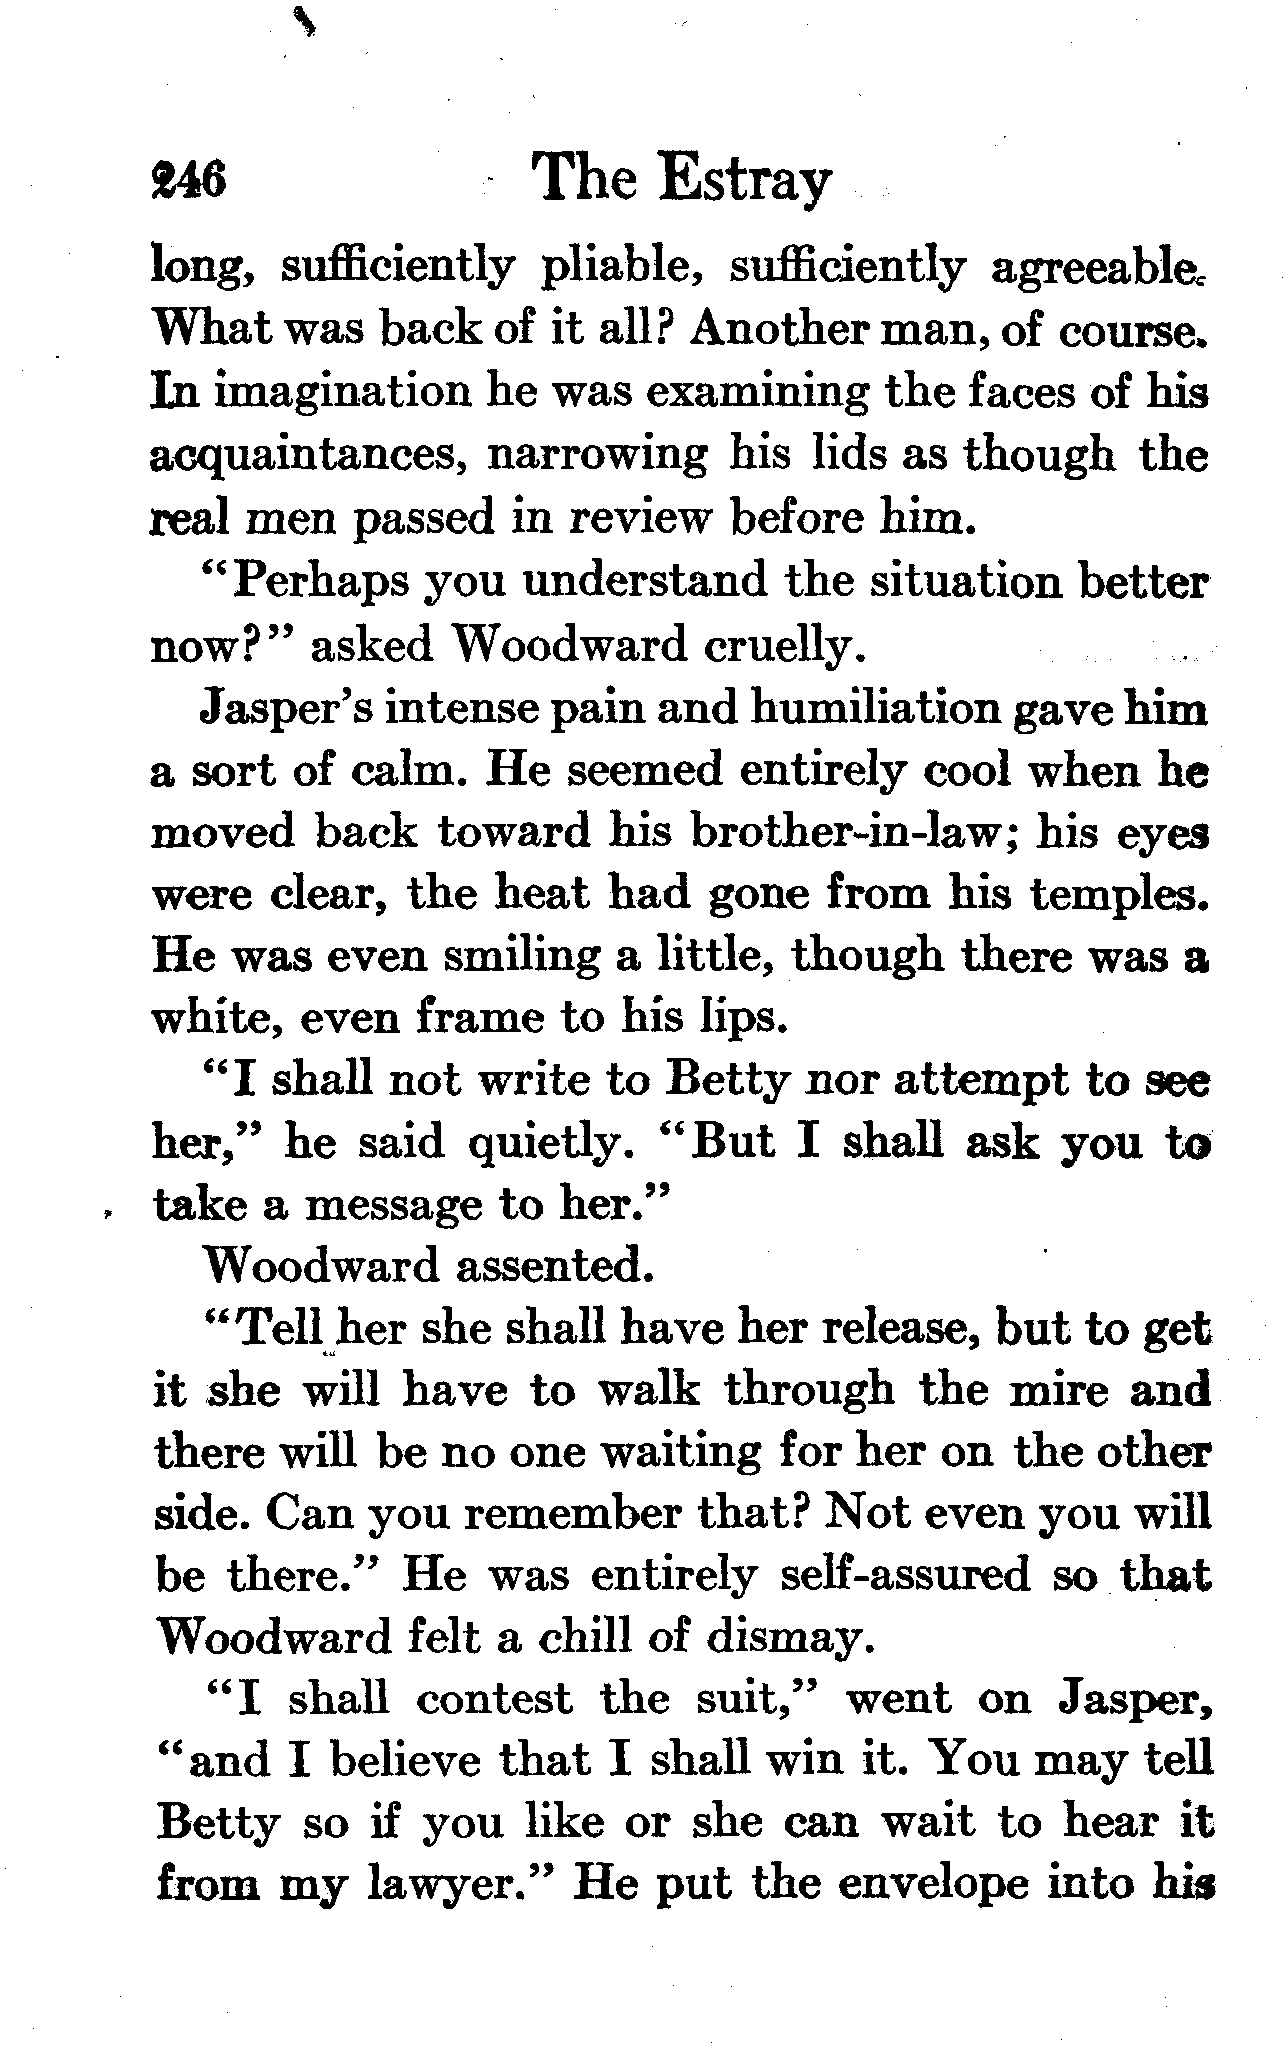 246 The Estray
long, sufficiently pliable, sufficiently agreeable.
What was back of it all? Another man, of course.
In imagination he was examining the faces of his
acquaintances, narrowing his lids as though the
real men passed in review before him.
"Perhaps you understand the situation better
now?" asked Woodward cruelly.
Jasper's intense pain and humiliation gave him
a sort of calm. He seemed entirely cool when he
moved back toward his brother-in-law; his eyes
were clear, the heat had gone from his temples.
He was even smiling a little, though there was a
white, even frame to his lips.
"I shall not write to Betty nor attempt to see
her," he said quietly. "But I shall ask you to
take a message to her."
Woodward assented.
"Tell her she shall have her release, but to get
it she will have to walk through the mire and
there will be no one waiting for her on the other
side. Can you remember that? Not even you will
be there." He was entirely self-assured so that
Woodward felt a chill of dismay.
"I shall contest the suit," went on Jasper,
"and I believe that I shall win it. You may tell
Betty so if you like or she can wait to hear it
from my lawyer." He put the envelope into his